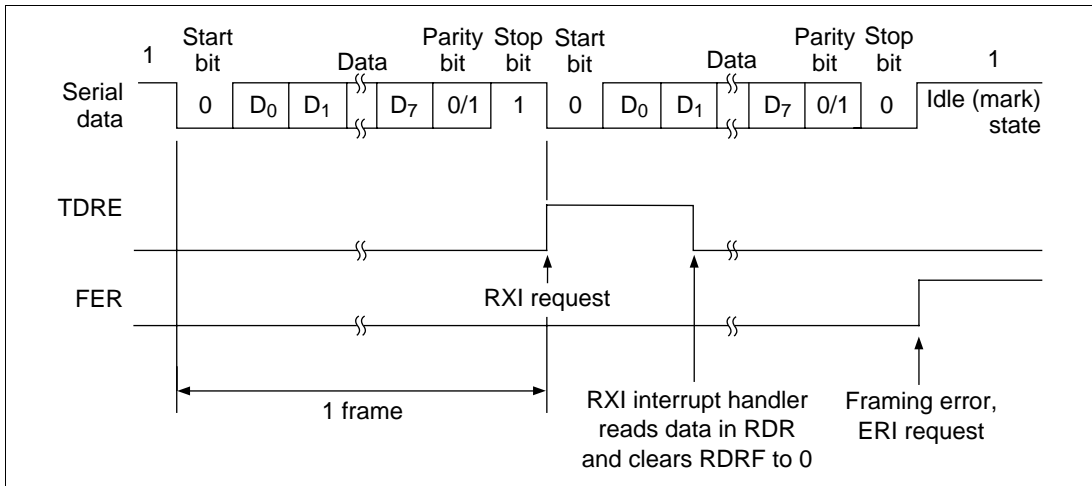 1
Start
bit
Data
Parity
bit
Stop
bit
Start
bit
Data
Parity
bit
Stop
bit
1
Serial
data
0
D0
D1
D7
0/1
1
0
D0
D1
D7
0/1
0
Idle (mark)
state
TDRE
RXI request
FER
1 frame
RXI interrupt handler
reads data in RDR
and clears RDRF to 0
Framing error,
ERI request